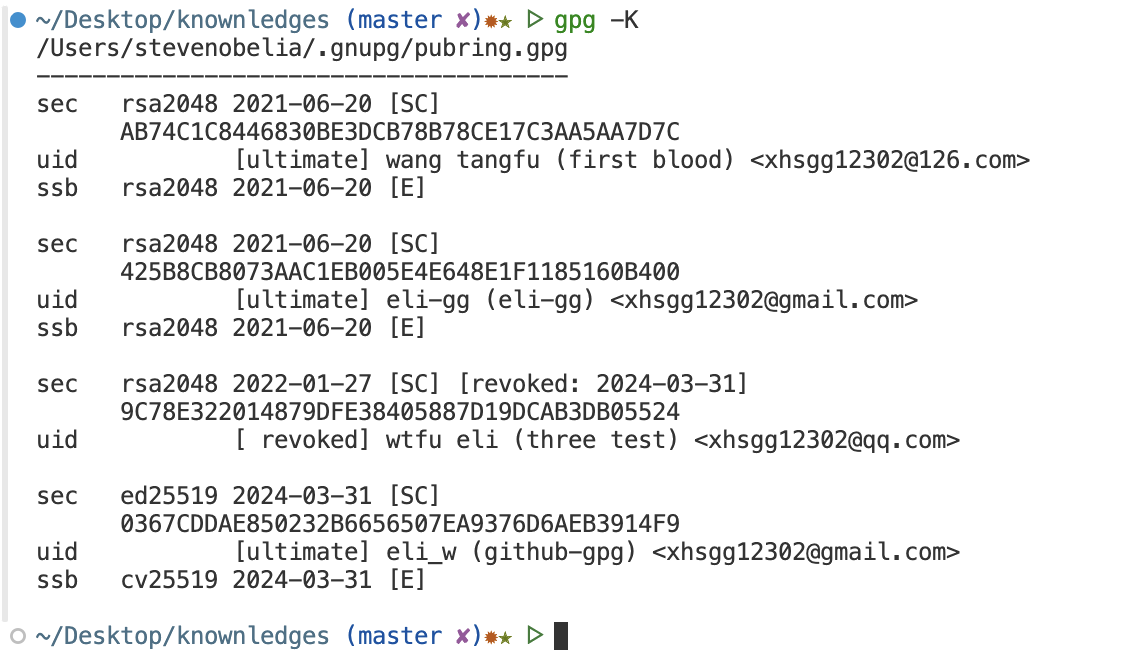 ~/Desktop/knownledges (master ✘)✹★ ▷ gpg -K
/Users/stevenobelia/.gnupg/pubring.gpg
--------------------------------------
sec   rsa2048 2021-06-20 [SC]
      AB74C1C8446830BE3DCB78B78CE17C3AA5AA7D7C
uid           [ultimate] wang tangfu (first blood) <xhsgg12302@126.com>
ssb   rsa2048 2021-06-20 [E]

sec   rsa2048 2021-06-20 [SC]
      425B8CB8073AAC1EB005E4E648E1F1185160B400
uid           [ultimate] eli-gg (eli-gg) <xhsgg12302@gmail.com>
ssb   rsa2048 2021-06-20 [E]

sec   rsa2048 2022-01-27 [SC] [revoked: 2024-03-31]
      9C78E322014879DFE38405887D19DCAB3DB05524
uid           [ revoked] wtfu eli (three test) <xhsgg12302@qq.com>

sec   ed25519 2024-03-31 [SC]
      0367CDDAE850232B6656507EA9376D6AEB3914F9
uid           [ultimate] eli_w (github-gpg) <xhsgg12302@gmail.com>
ssb   cv25519 2024-03-31 [E]

~/Desktop/knownledges (master ✘)✹★ ▷